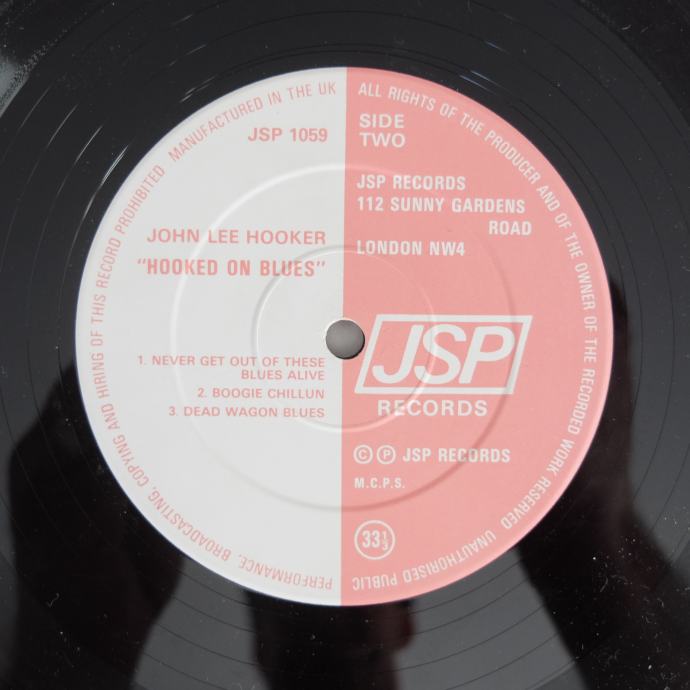 MANUFACTURED IN THE UK
ALL RIGHTS OF THE PRODUCER AND OF THE OWNER OF THE RECORDED WORK RESERVED UNAUTHORISED PUBLIC
PERFORMANCE, BROADCASTING, COPYING AND HIRING OF THIS RECORD PROHIBITED
JSP 1059
JOHN LEE HOOKER
"HOOKED ON BLUES"
1. NEVER GET OUT OF THESE
BLUES ALIVE
2. BOOGIE CHILLUN
3. DEAD WAGON BLUES
SIDE
TWO
JSP RECORDS
112 SUNNY GARDENS
ROAD
LONDON NW4
JSP
RECORDS
© ℗ JSP RECORDS
M.C.P.S.
33⅓